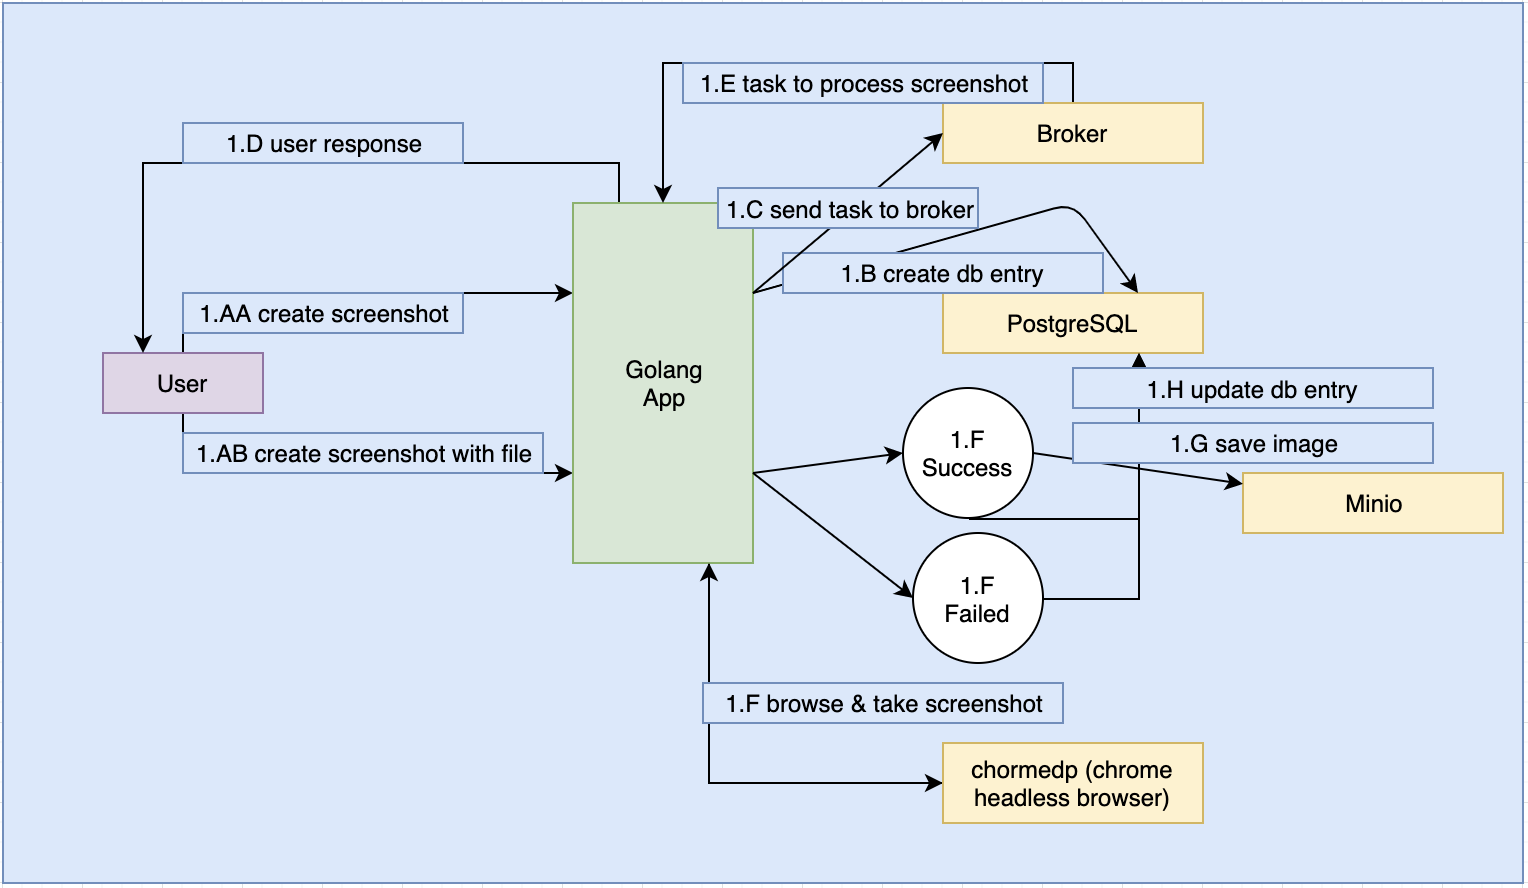 1.E task to process screenshot
Broker
1.D user response
1.C send task to broker
1.B create db entry
1.AA create screenshot
PostgreSQL
User
Golang
App
1.H update db entry
1.F
Success
1.G save image
1.AB create screenshot with file
Minio
1.F
Failed
1.F browse & take screenshot
chormedp (chrome
headless browser)